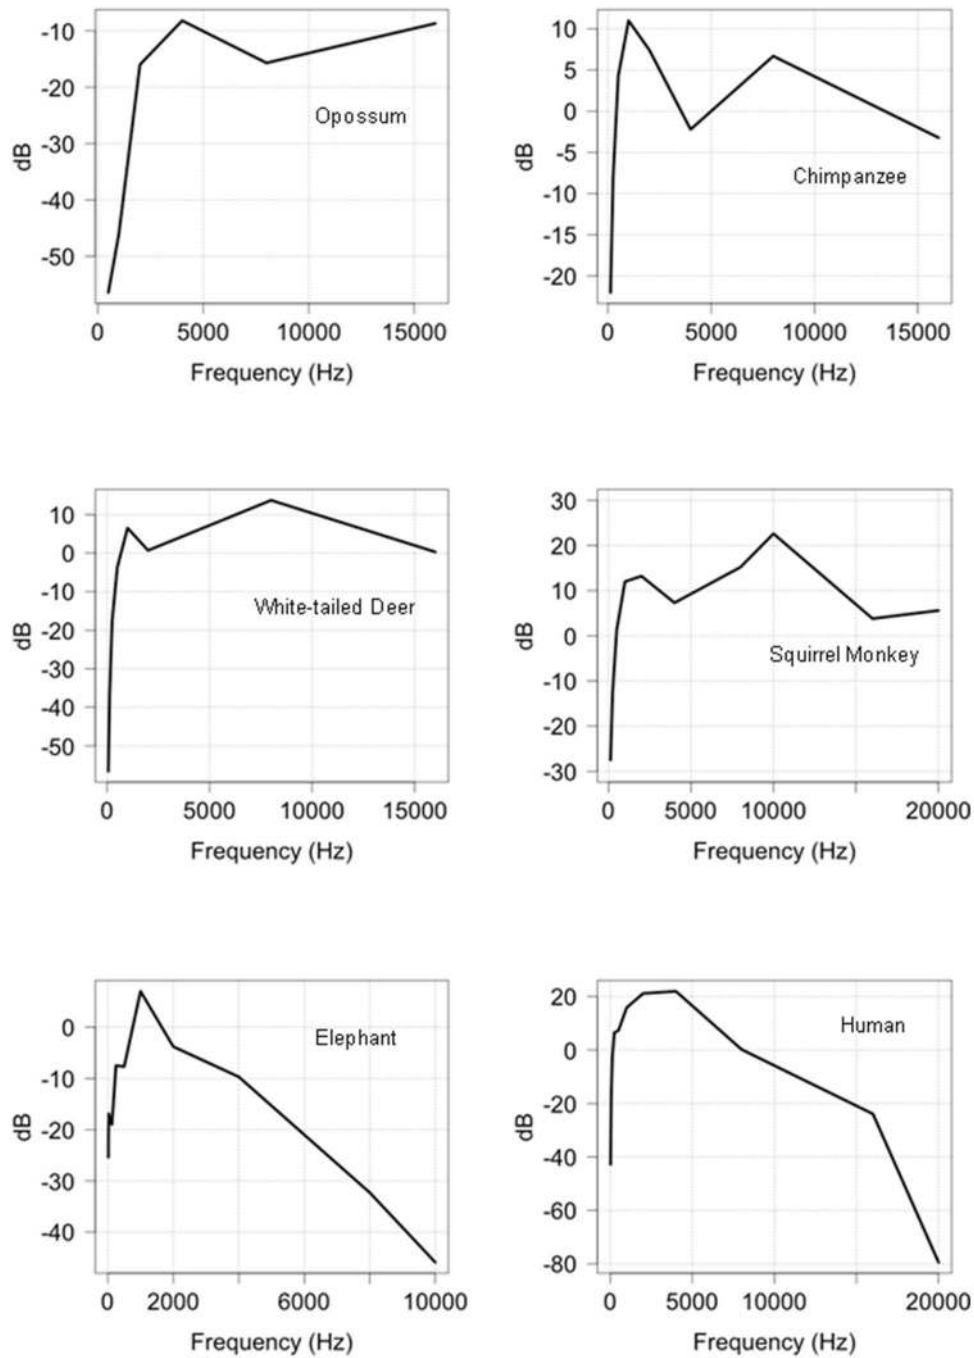 -10
-20
-30
-40
-50
dB
Opossum
0 5000 10000 15000
Frequency (Hz)
10
5
0
-5
-10
-15
-20
dB
Chimpanzee
0 5000 10000 15000
Frequency (Hz)
10
0
-10
-20
-30
-40
-50
dB
White-tailed Deer
0 5000 10000 15000
Frequency (Hz)
30
20
10
0
-10
-20
-30
dB
Squirrel Monkey
0 5000 10000 20000
Frequency (Hz)
0
-10
-20
-30
-40
dB
Elephant
0 2000 6000 10000
Frequency (Hz)
20
0
-20
-40
-60
-80
dB
Human
0 5000 10000 20000
Frequency (Hz)